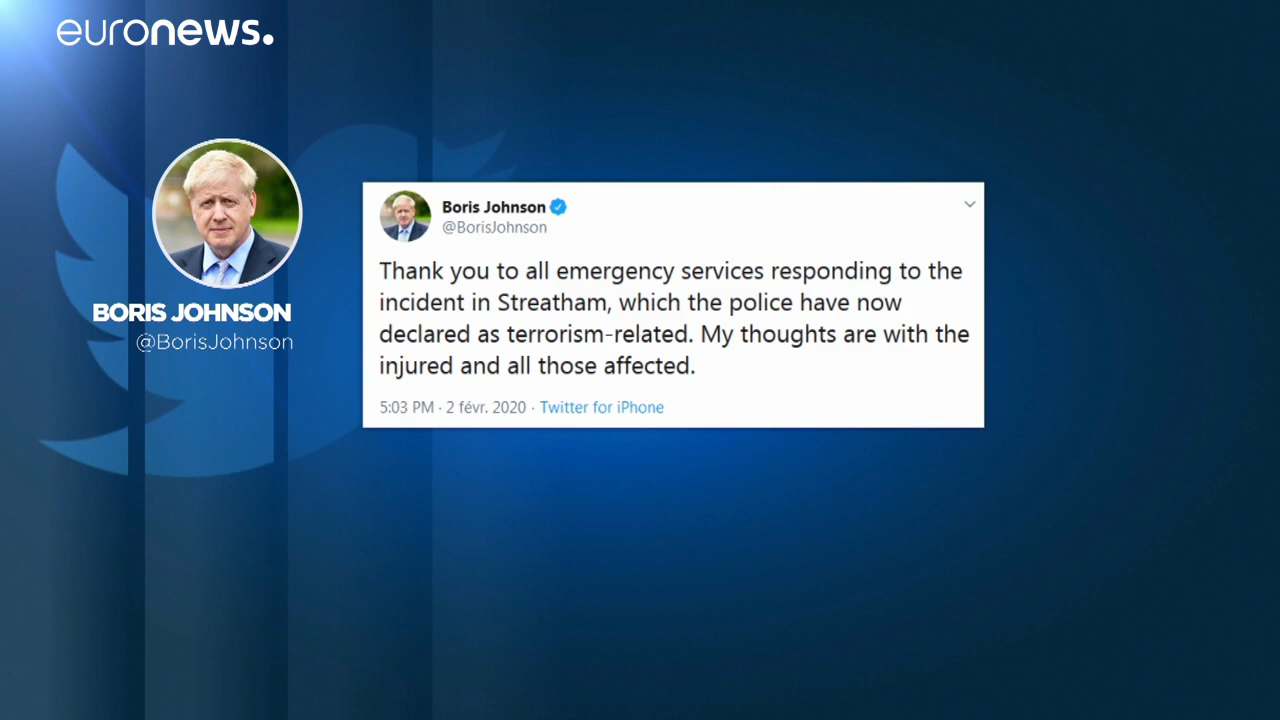 euronews.
BORIS JOHNSON
@BorisJohnson
Boris Johnson
@BorisJohnson
Thank you to all emergency services responding to the
incident in Streatham, which the police have now
declared as terrorism-related. My thoughts are with the
injured and all those affected.
5:03 PM · 2 févr. 2020 · Twitter for iPhone